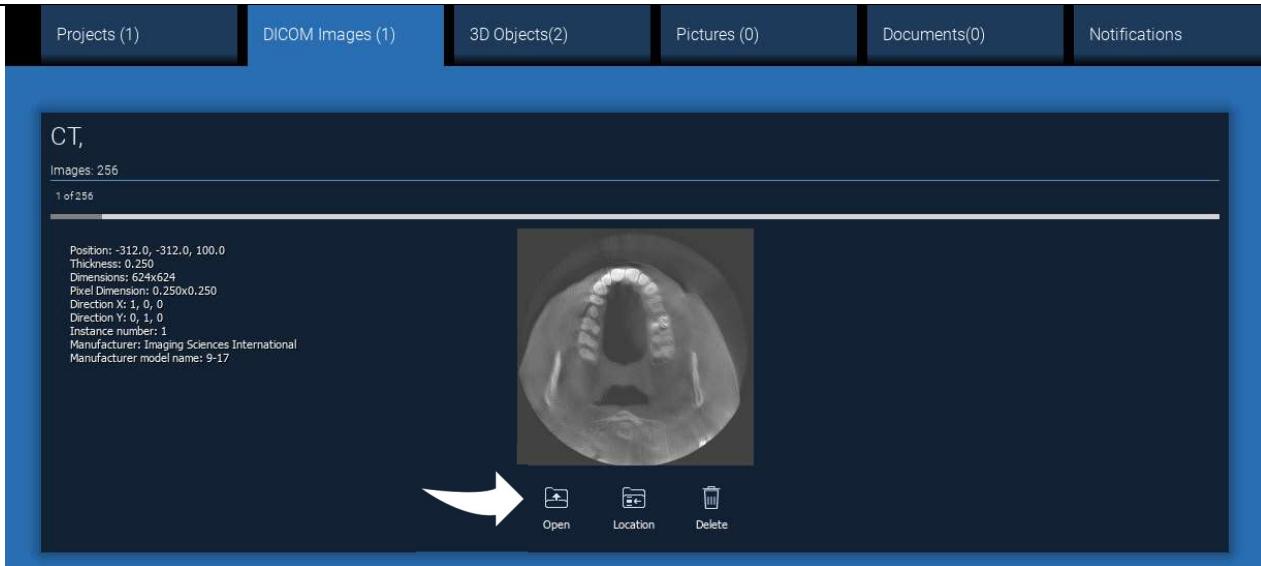 Projects (1)
DICOM Images (1)
3D Objects(2)
Pictures (0)
Documents(0)
Notifications
CT,
Images: 256
1 of 256
Position: -312.0, -312.0, 100.0
Thickness: 0.250
Dimensions: 624x624
Pixel Dimension: 0.250x0.250
Direction X: 1, 0, 0
Direction Y: 0, 1, 0
Instance number: 1
Manufacturer: Imaging Sciences International
Manufacturer model name: 9-17
Open
Location
Delete